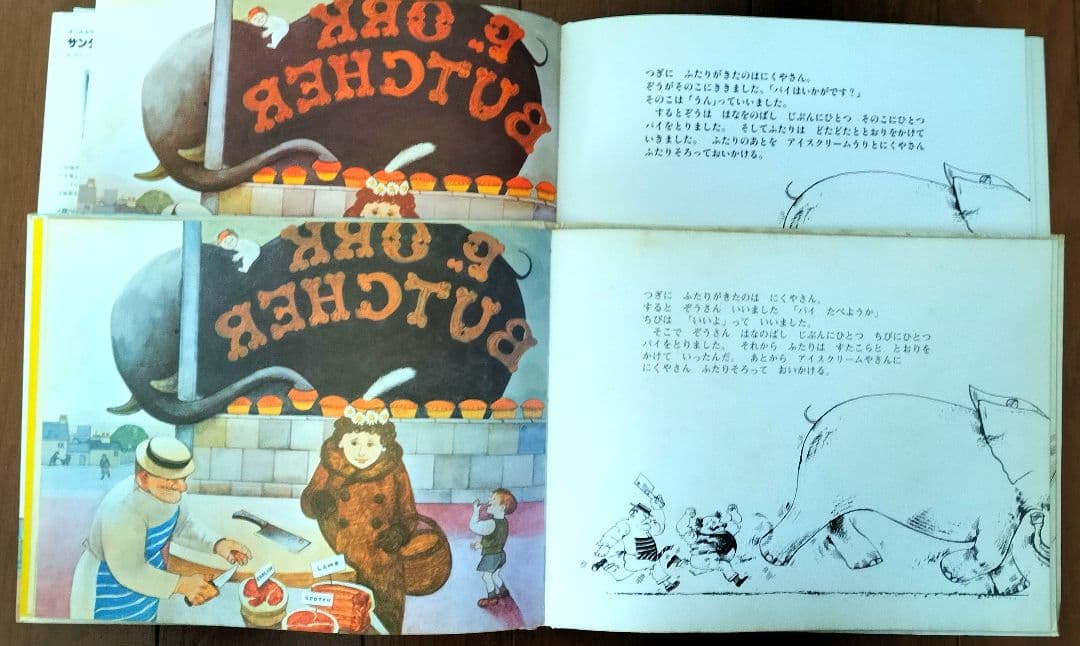 サンタ
G. ORR
BUTCHER
つぎに　ふたりがきたのはにくやさん。
ぞうがそのこにききました。「パイはいかがです？」
そのこは「うん」っていいました。
するとぞうは　はなをのばし　じぶんにひとつ　そのこにひとつ
パイをとりました。　そしてふたりは　どたどたととおりをかけて
いきました。　ふたりのあとを　アイスクリームうりとにくやさん
ふたりそろっておいかける。
G. ORR
BUTCHER
つぎに　ふたりがきたのは　にくやさん。
すると　ぞうさん　いいました　「パイ　たべようか」
ちびは　「いいよ」って　いいました。
そこで　ぞうさん　はなのばし　じぶんにひとつ　ちびにひとつ
パイをとりました。　それから　ふたりは　すたこらと　とおりを
かけて　いったんだ。　あとから　アイスクリームやさんに
にくやさん　ふたりそろって　おいかける。
LAMB
SCOTCH